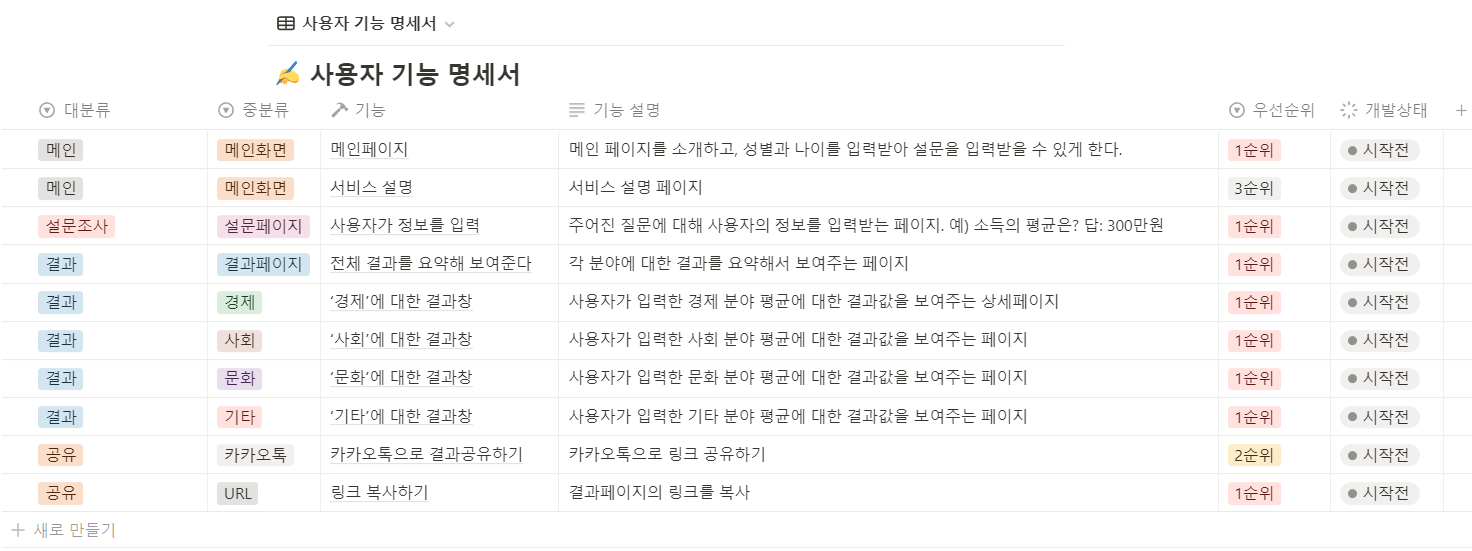 사용자 기능 명세서
✍️ 사용자 기능 명세서
대분류 중분류 기능 기능 설명 우선순위 개발상태
메인 메인화면 메인페이지 메인 페이지를 소개하고, 성별과 나이를 입력받아 설문을 입력받을 수 있게 한다. 1순위 시작전
메인 메인화면 서비스 설명 서비스 설명 페이지 3순위 시작전
설문조사 설문페이지 사용자가 정보를 입력 주어진 질문에 대해 사용자의 정보를 입력받는 페이지. 예) 소득의 평균은? 답: 300만원 1순위 시작전
결과 결과페이지 전체 결과를 요약해 보여준다 각 분야에 대한 결과를 요약해서 보여주는 페이지 1순위 시작전
결과 경제 ‘경제’에 대한 결과창 사용자가 입력한 경제 분야 평균에 대한 결과값을 보여주는 상세페이지 1순위 시작전
결과 사회 ‘사회’에 대한 결과창 사용자가 입력한 사회 분야 평균에 대한 결과값을 보여주는 페이지 1순위 시작전
결과 문화 ‘문화’에 대한 결과창 사용자가 입력한 문화 분야 평균에 대한 결과값을 보여주는 페이지 1순위 시작전
결과 기타 ‘기타’에 대한 결과창 사용자가 입력한 기타 분야 평균에 대한 결과값을 보여주는 페이지 1순위 시작전
공유 카카오톡 카카오톡으로 결과공유하기 카카오톡으로 링크 공유하기 2순위 시작전
공유 URL 링크 복사하기 결과페이지의 링크를 복사 1순위 시작전
+ 새로 만들기